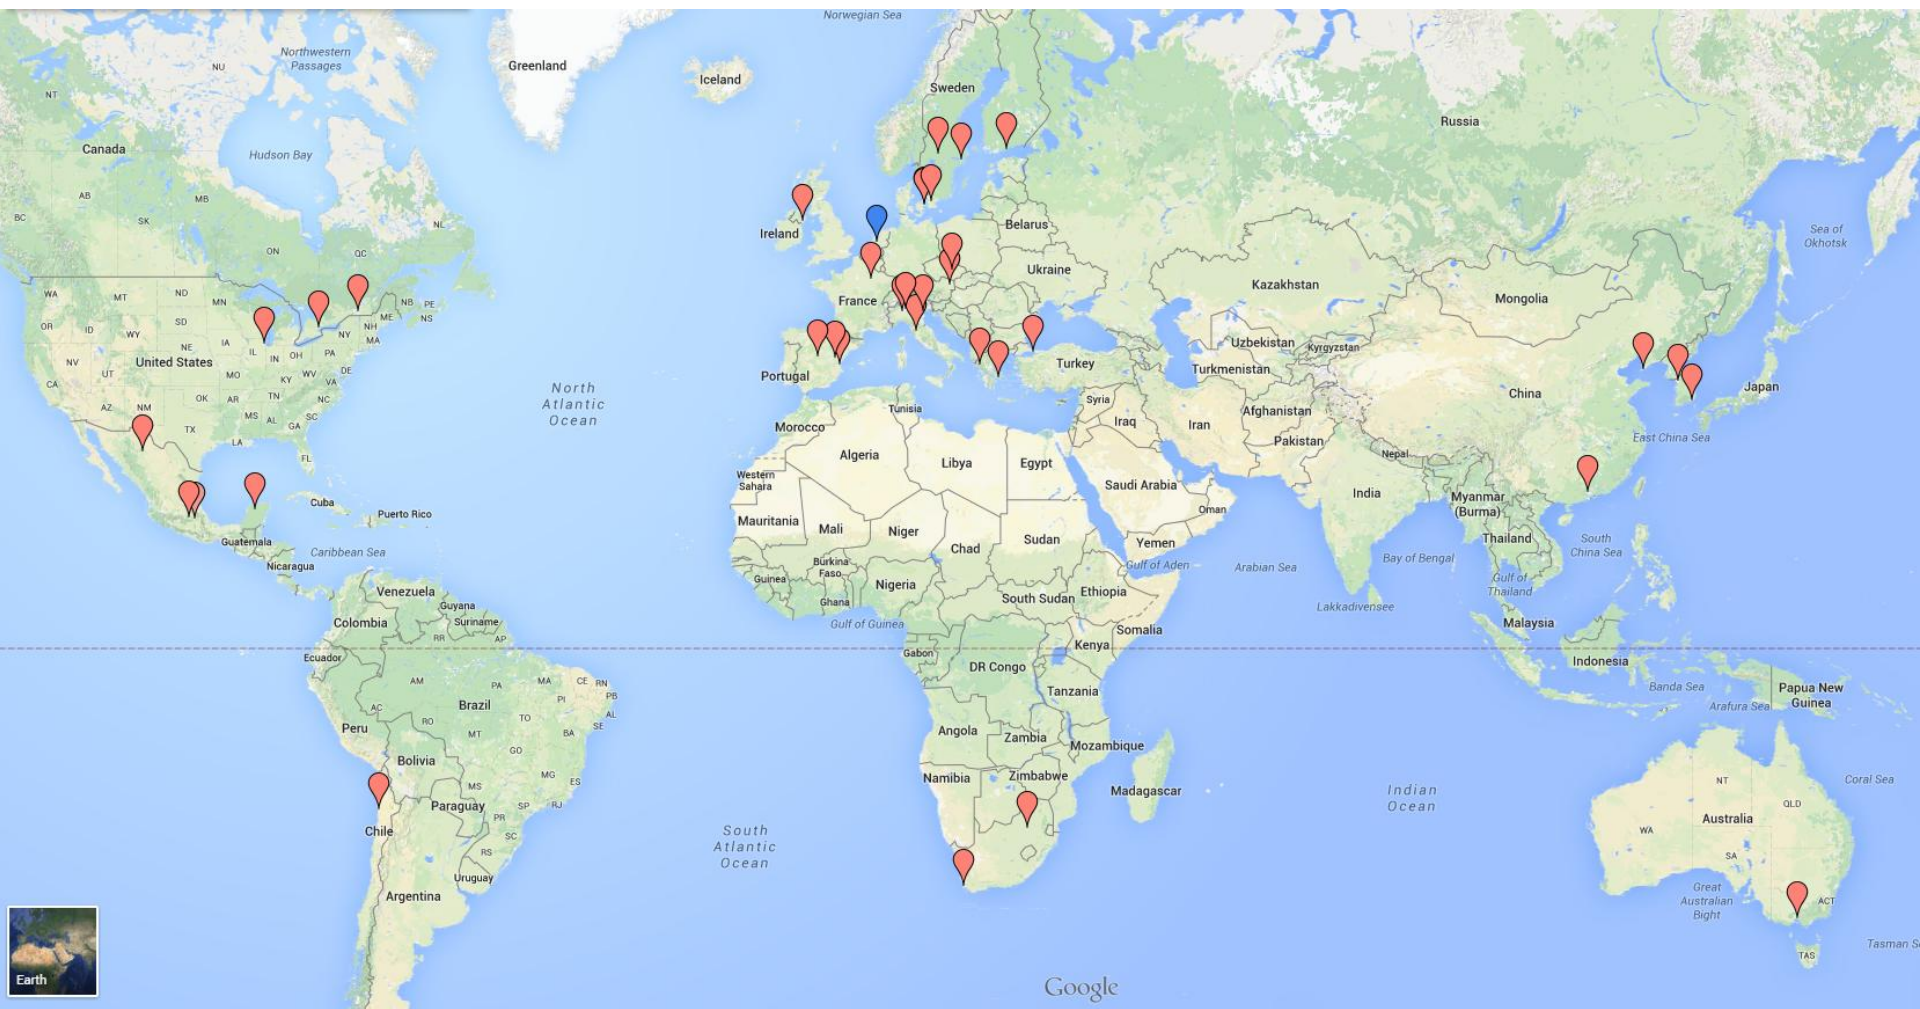 Norwegian Sea
Northwestern
Passages
NU
Greenland
Iceland
NT
Sweden
Russia
Canada
Hudson Bay
AB
MB
SK
BC
NL
ON
QC
Ireland
Belarus
Sea of
Okhotsk
Ukraine
Kazakhstan
Mongolia
WA
MT
ND
MN
NB
PE
ME
NS
France
OR
ID
WY
SD
NY
NH
MA
NE
IA
IL
IN
OH
PA
United States
NV
UT
MO
KY
WV
DE
VA
CA
Uzbekistan
Kyrgyzstan
Turkmenistan
Turkey
Portugal
China
Japan
AZ
NM
OK
AR
TN
NC
MS
AL
SC
GA
TX
LA
FL
North
Atlantic
Ocean
Syria
Tunisia
Afghanistan
Iraq
Iran
Morocco
Pakistan
East China Sea
Algeria
Libya
Egypt
Nepal
Western
Sahara
Saudi Arabia
India
Myanmar
(Burma)
Cuba
Puerto Rico
Oman
Mauritania
Mali
Niger
Sudan
Chad
Yemen
Thailand
South
China Sea
Guatemala
Caribbean Sea
Nicaragua
Burkina
Faso
Gulf of Aden
Arabian Sea
Bay of Bengal
Guinea
Nigeria
Ethiopia
South Sudan
Gulf of
Thailand
Venezuela
Guyana
Ghana
Lakkadivensee
Colombia
Suriname
Gulf of Guinea
Somalia
Malaysia
RR
AP
Kenya
Ecuador
Gabon
DR Congo
Indonesia
AM
PA
MA
CE
RN
PB
PI
AL
Tanzania
Banda Sea
Papua New
Guinea
Arafura Sea
Brazil
AC
RO
TO
SE
BA
Peru
MT
Angola
Zambia
Mozambique
GO
Bolivia
MG
ES
MS
Namibia
Zimbabwe
Madagascar
NT
Coral Sea
Indian
Ocean
QLD
Paraguay
SP
RJ
PR
Australia
Chile
SC
WA
South
Atlantic
Ocean
RS
SA
Uruguay
Argentina
Great
Australian
Bight
ACT
Tasman S
TAS
Earth
Google